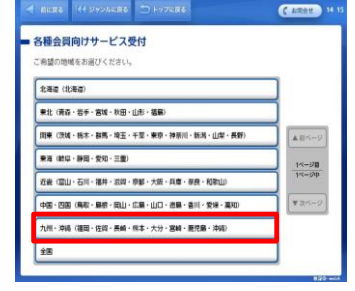 前に戻る ジャンルに戻る トップに戻る お問合せ 14 15
各種会員向けサービス受付
ご希望の地域をお選びください。
北海道（北海道）
東北（青森・岩手・宮城・秋田・山形・福島）
関東（茨城・栃木・群馬・埼玉・千葉・東京・神奈川・新潟・山梨・長野）
▲前ページ
東海（岐阜・静岡・愛知・三重）
1ページ目
1ページ中
近畿（富山・石川・福井・滋賀・京都・大阪・兵庫・奈良・和歌山）
中国・四国（鳥取・島根・岡山・広島・山口・徳島・香川・愛媛・高知）
▼次ページ
九州・沖縄（福岡・佐賀・長崎・熊本・大分・宮崎・鹿児島・沖縄）
全国